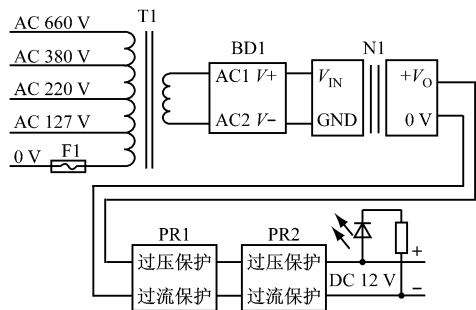 T1
AC 660 V
AC 380 V
AC 220 V
AC 127 V
0 V
F1
BD1
AC1 V+
AC2 V−
N1
VIN
GND
+VO
0 V
PR1
过压保护
过流保护
PR2
过压保护
过流保护
+
DC 12 V
−